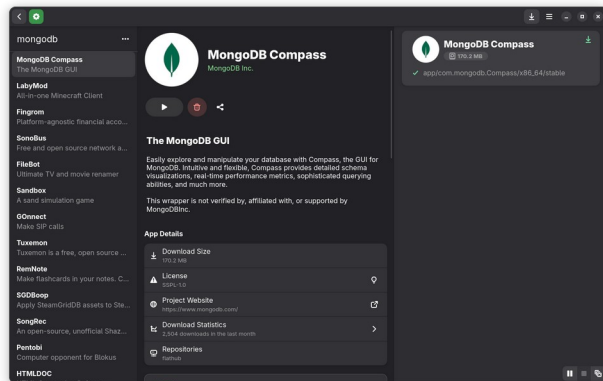 mongodb
MongoDB Compass
The MongoDB GUI
LabyMod
All-in-one Minecraft Client
Fingrom
Platform-agnostic financial acco...
SonoBus
Free and open source network a...
FileBot
Ultimate TV and movie renamer
Sandbox
A sand simulation game
GOnnect
Make SIP calls
Tuxemon
Tuxemon is a free, open source ...
RemNote
Make flashcards in your notes. C...
SGDBoop
Apply SteamGridDB assets to Ste...
SongRec
An open-source, unofficial Shaz...
Pentobi
Computer opponent for Blokus
HTMLDOC
MongoDB Compass
MongoDB Inc.
The MongoDB GUI
Easily explore and manipulate your database with Compass, the GUI for
MongoDB. Intuitive and flexible, Compass provides detailed schema
visualizations, real-time performance metrics, sophisticated querying
abilities, and much more.
This wrapper is not verified by, affiliated with, or supported by
MongoDBInc.
App Details
Download Size
170.2 MB
License
SSPL-1.0
Project Website
https://www.mongodb.com/
Download Statistics
2,504 downloads in the last month
Repositories
flathub
MongoDB Compass
170.2 MB
app/com.mongodb.Compass/x86_64/stable